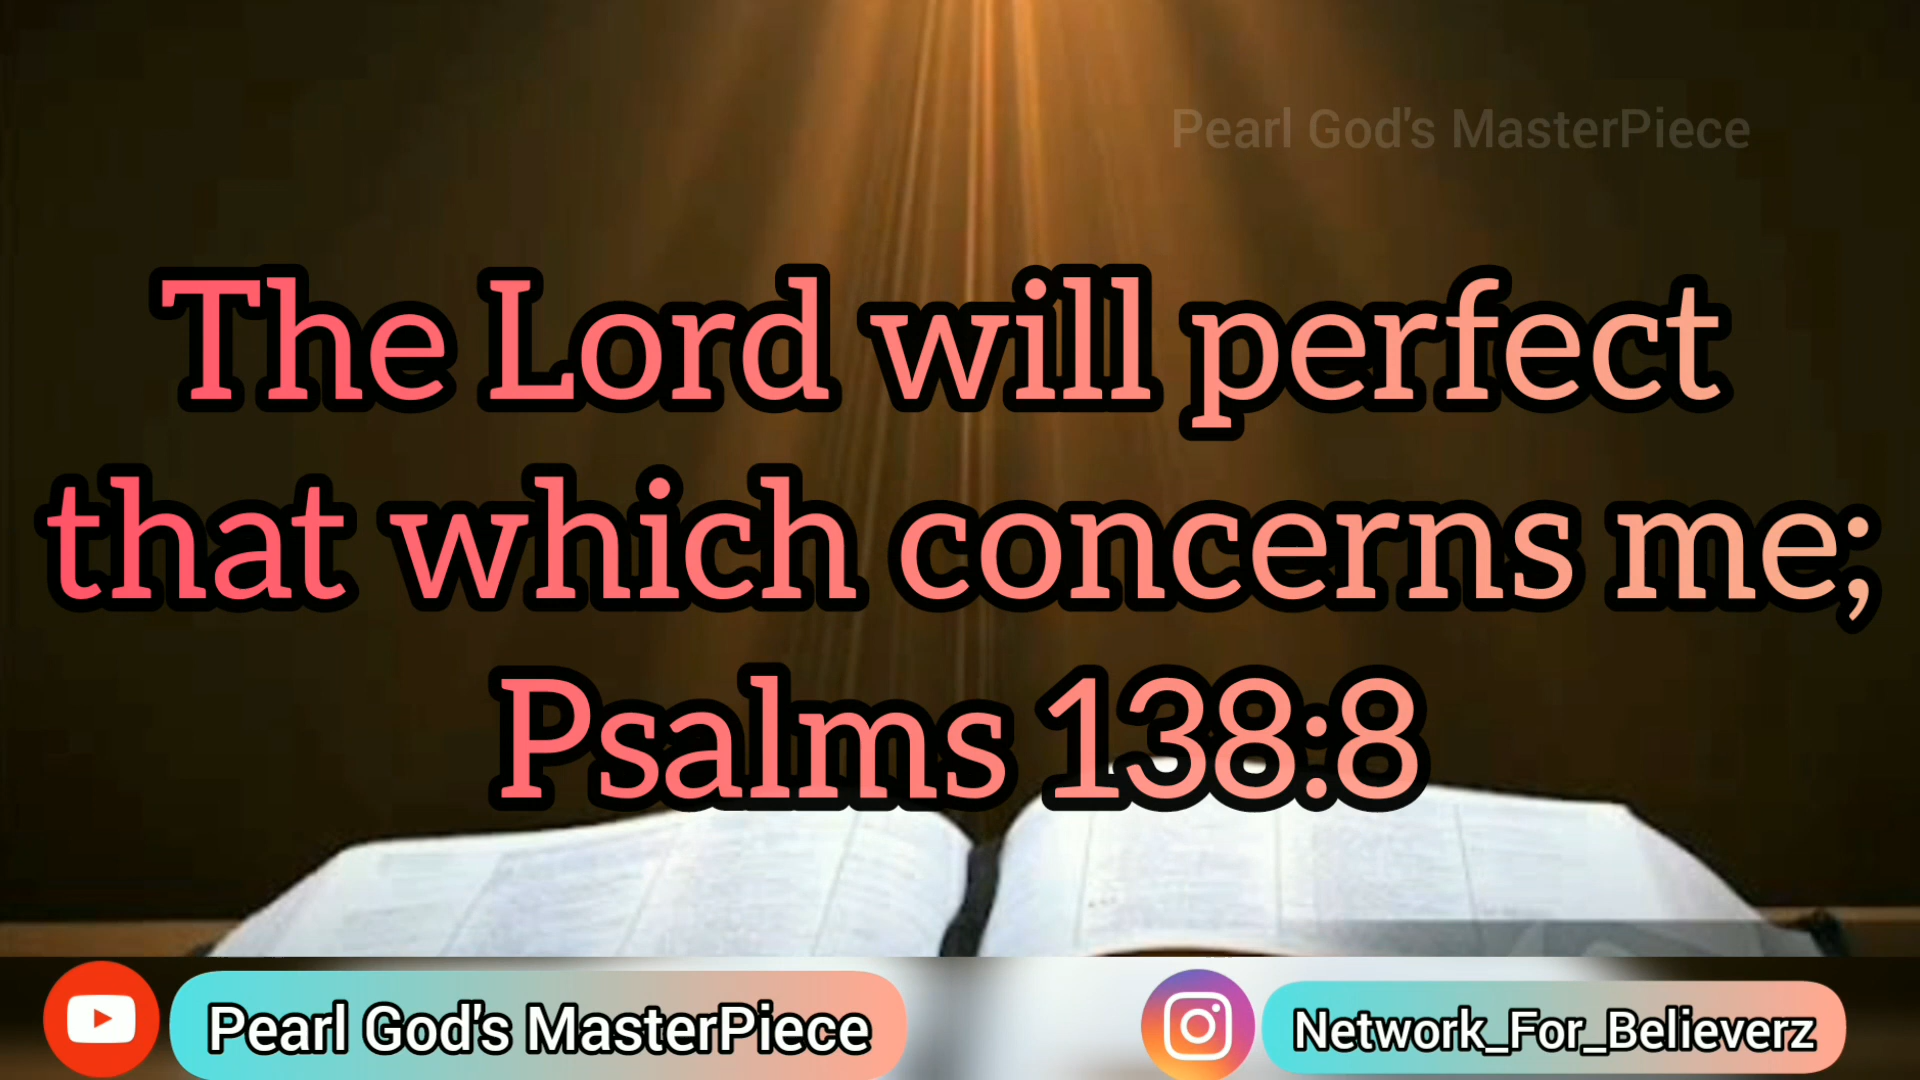 Pearl God's MasterPiece
The Lord will perfect
that which concerns me;
Psalms 138:8
Pearl God's MasterPiece
Network_For_Believerz